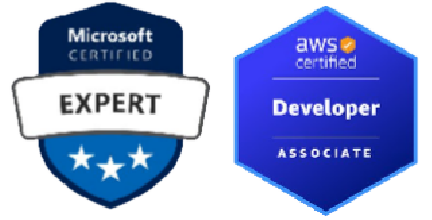 Microsoft
CERTIFIED
EXPERT
aws
certified
Developer
ASSOCIATE